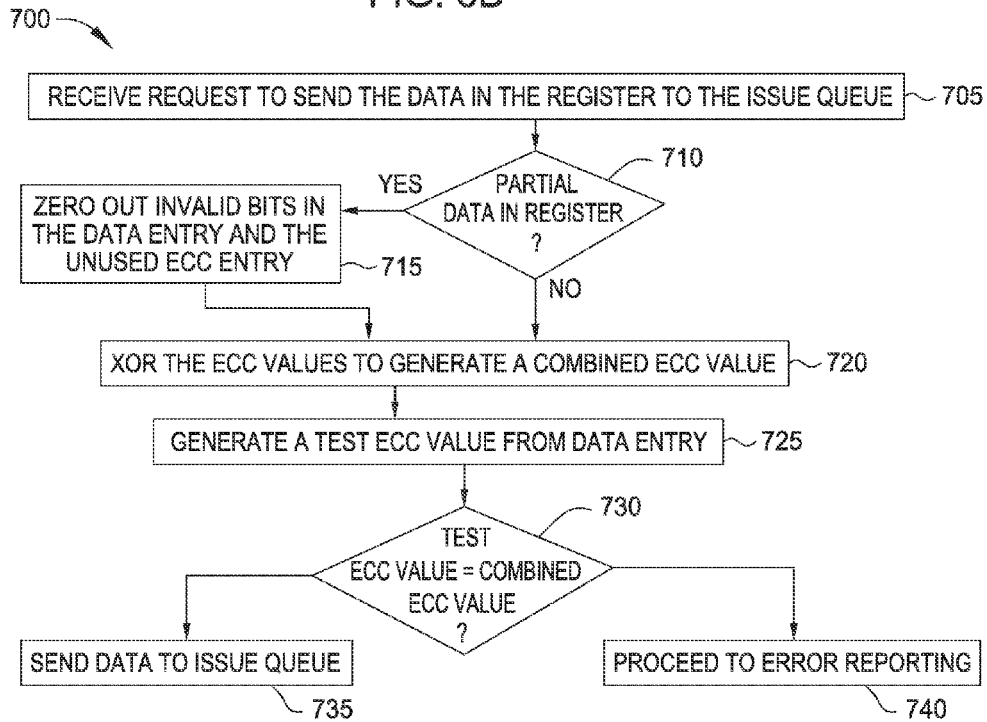 700
RECEIVE REQUEST TO SEND THE DATA IN THE REGISTER TO THE ISSUE QUEUE
705
710
PARTIAL
DATA IN REGISTER
?
YES
ZERO OUT INVALID BITS IN
THE DATA ENTRY AND THE
UNUSED ECC ENTRY
715
NO
XOR THE ECC VALUES TO GENERATE A COMBINED ECC VALUE
720
GENERATE A TEST ECC VALUE FROM DATA ENTRY
725
730
TEST
ECC VALUE = COMBINED
ECC VALUE
?
SEND DATA TO ISSUE QUEUE
735
PROCEED TO ERROR REPORTING
740